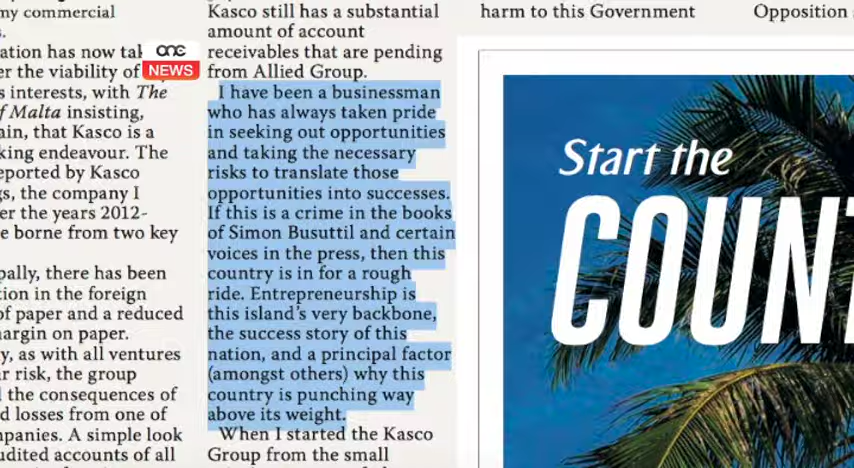 my commercial
ation has now
er the viability of
s interests, with The
of Malta insisting,
ain, that Kasco is a
king endeavour. The
eported by Kasco
gs, the company I
er the years 2012-
e borne from two key
pally, there has been
tion in the foreign
of paper and a reduced
margin on paper.
y, as with all ventures
r risk, the group
d the consequences of
d losses from one of
mpanies. A simple look
udited accounts of all
one
NEWS
Kasco still has a substantial
amount of account
receivables that are pending
from Allied Group.
I have been a businessman
who has always taken pride
in seeking out opportunities
and taking the necessary
risks to translate those
opportunities into successes.
If this is a crime in the books
of Simon Busuttil and certain
voices in the press, then this
country is in for a rough
ride. Entrepreneurship is
this island's very backbone,
the success story of this
nation, and a principal factor
(amongst others) why this
country is punching way
above its weight.
When I started the Kasco
Group from the small
harm to this Government
Opposition
Start the
COUN